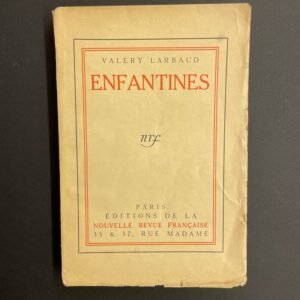 VALERY LARBAUD
ENFANTINES
nrf
PARIS
EDITIONS DE LA
NOUVELLE REVUE FRANÇAISE
35 & 37, RUE MADAME